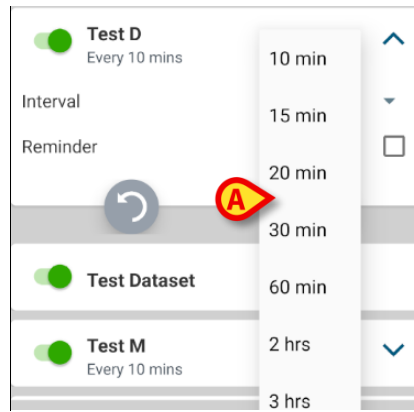 Test D
Every 10 mins
Interval
Reminder
10 min
15 min
20 min
A
30 min
60 min
2 hrs
3 hrs
Test Dataset
Test M
Every 10 mins